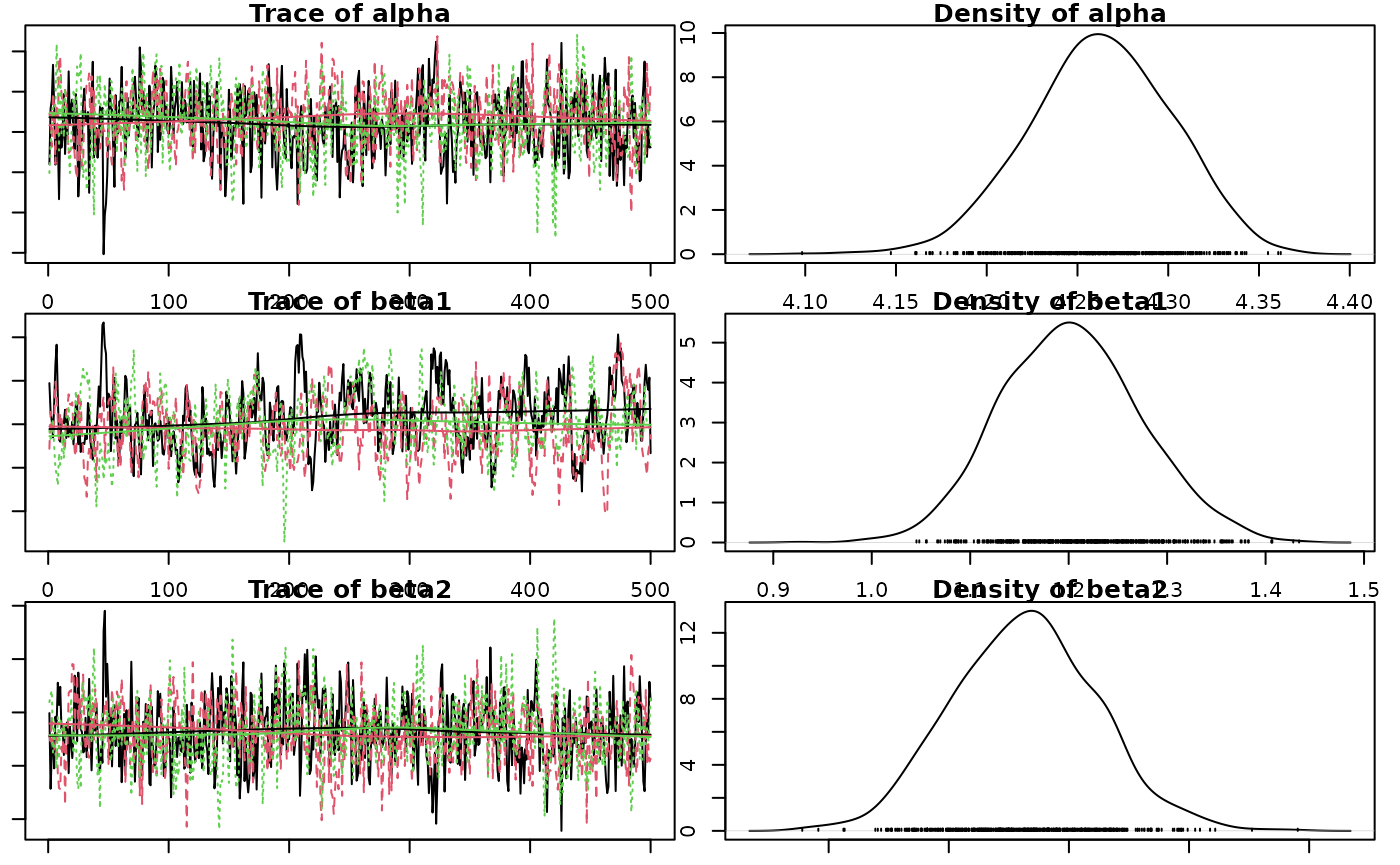 Trace of alpha
Density of alpha
0 2 4 6 8 10
0 100 200 300 400 500
4.10 4.15 4.20 4.25 4.30 4.35 4.40
Trace of beta1
Density of beta1
0 1 2 3 4 5
0 100 200 300 400 500
0.9 1.0 1.1 1.2 1.3 1.4 1.5
Trace of beta2
Density of beta2
0 4 8 12